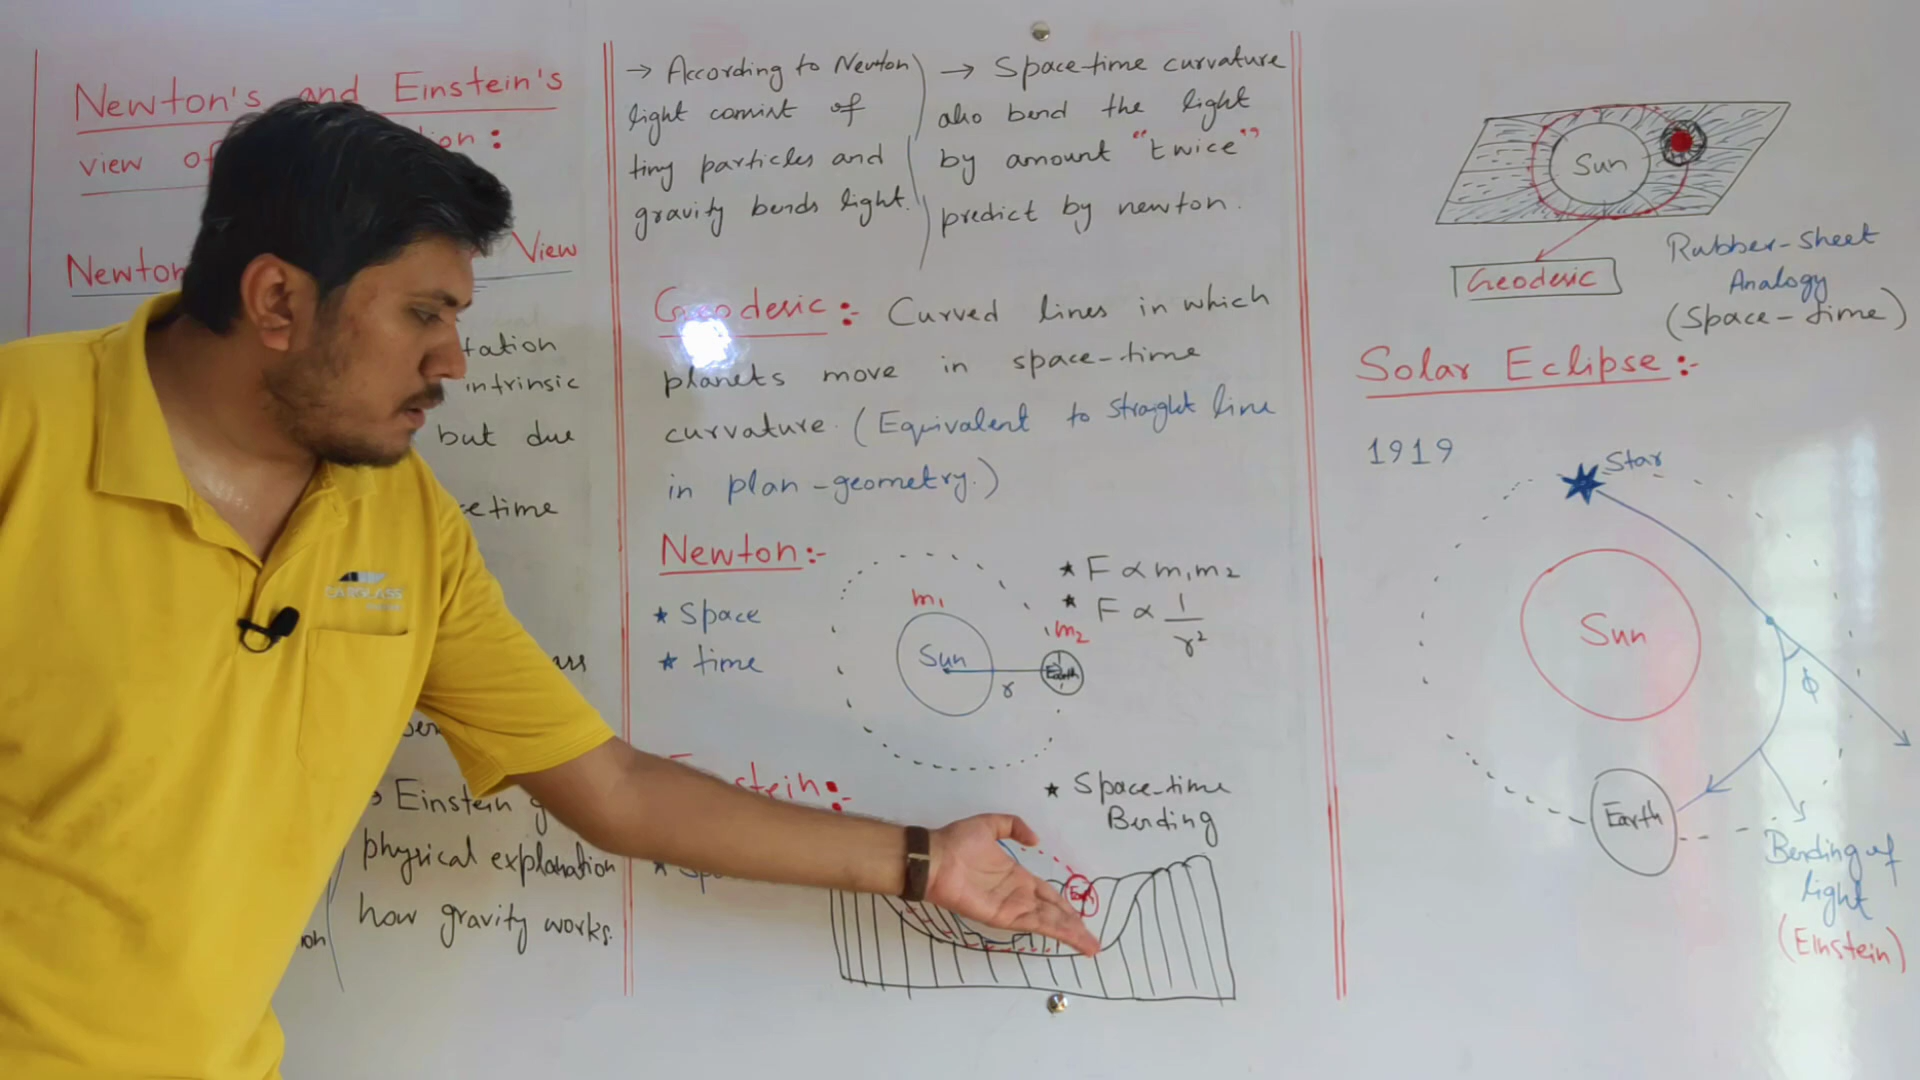 Newton's and Einstein's
view of on:
Newton View
tation
intrinsic
but due
etime
Einstein g
physical explanation
how gravity works.
→ According to Newton
light consist of
tiny particles and
gravity bends light.
→ Space-time curvature
also bend the light
by amount "twice"
predict by newton.
Geodesic:- Curved lines in which
planets move in space-time
curvature. (Equivalent to straight line
in plan-geometry.)
Newton:-
★ Space
★ time
m₁
Sun
r
m₂
Earth
★ F ∝ m₁m₂
★ F ∝ 1/r²
stein:-
★ Space-time
Bending
Sun
Geodesic
Rubber-Sheet
Analogy
(Space-time)
Solar Eclipse:-
1919
Star
Sun
ϕ
Earth
Bending of
light
(Einstein)